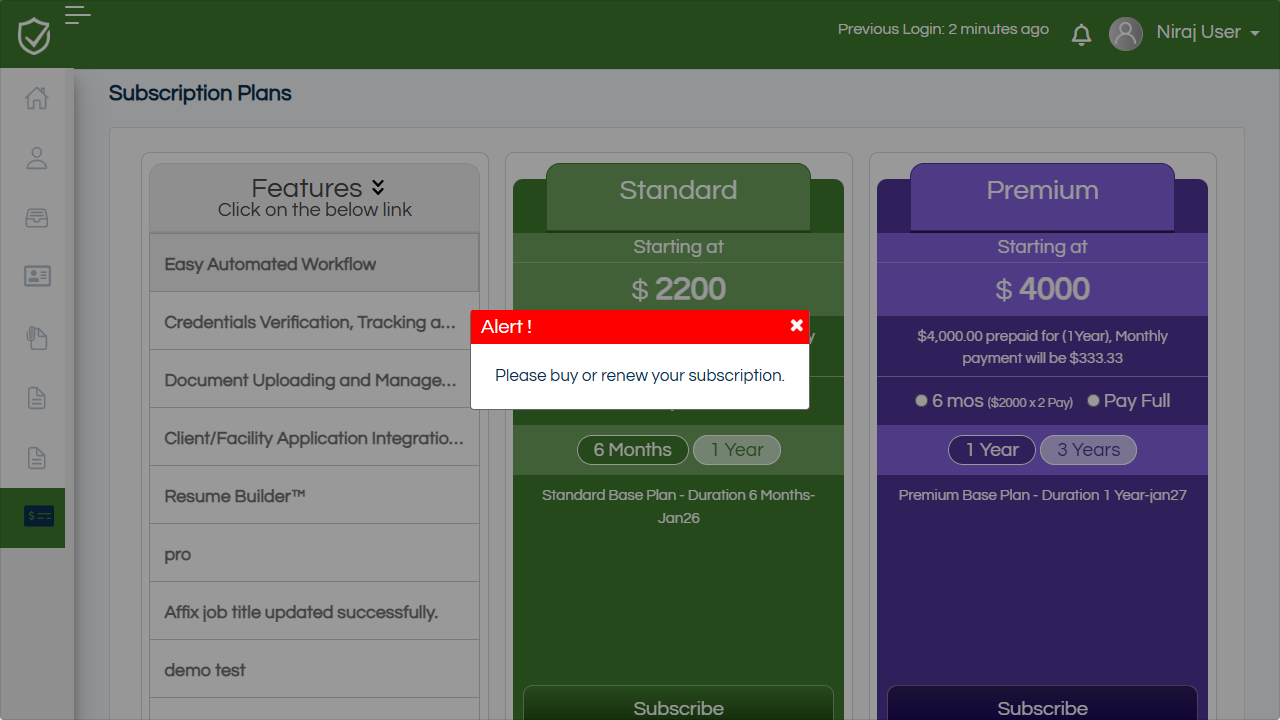 Previous Login: 2 minutes ago
Niraj User
Subscription Plans
Features
Click on the below link
Easy Automated Workflow
Credentials Verification, Tracking a...
Document Uploading and Manage...
Client/Facility Application Integratio...
Resume Builder™
pro
Affix job title updated successfully.
demo test
Standard
Starting at
$ 2200
6 Months
1 Year
Standard Base Plan - Duration 6 Months-
Jan26
Subscribe
Premium
Starting at
$ 4000
$4,000.00 prepaid for (1Year), Monthly
payment will be $333.33
6 mos ($2000 x 2 Pay)
Pay Full
1 Year
3 Years
Premium Base Plan - Duration 1 Year-jan27
Subscribe
Alert !
Please buy or renew your subscription.